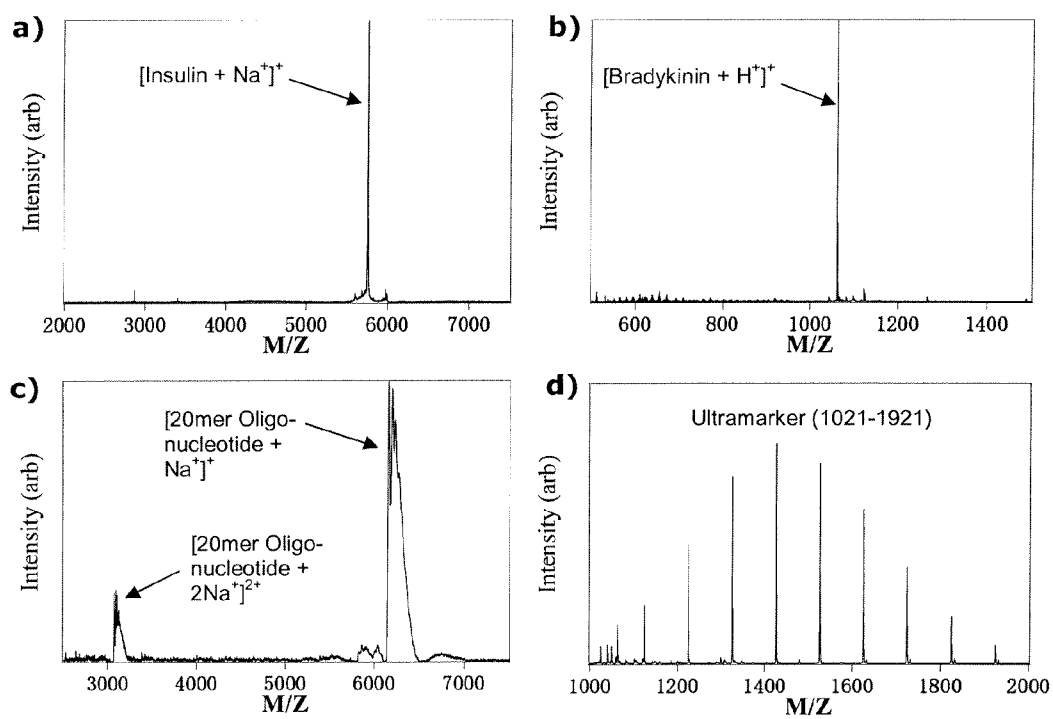 a)
[Insulin + Na⁺]⁺
Intensity (arb)
2000 3000 4000 5000 6000 7000
M/Z
b)
[Bradykinin + H⁺]⁺
Intensity (arb)
600 800 1000 1200 1400
M/Z
c)
[20mer Oligo-
nucleotide +
Na⁺]⁺
[20mer Oligo-
nucleotide +
2Na⁺]²⁺
Intensity (arb)
3000 4000 5000 6000 7000
M/Z
d)
Ultramarker (1021-1921)
Intensity (arb)
1000 1200 1400 1600 1800 2000
M/Z